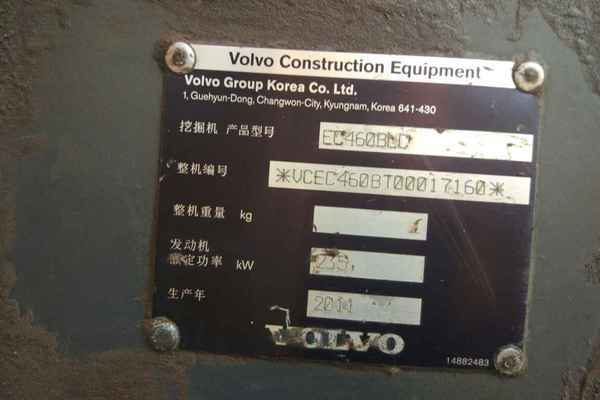 Volvo Construction Equipment
Volvo Group Korea Co. Ltd.
1, Guehyun-Dong, Changwon-City, Kyungnam, Korea 641-430
挖掘机 产品型号 EC460BLC
整机编号 *VCEC460BT00017160*
整机重量 kg
发动机
额定功率 kW 235.
生产年 2011
VOLVO
14882483